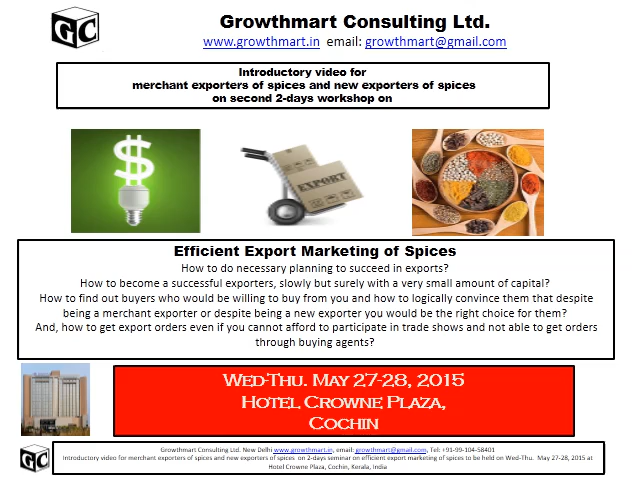 GC
Growthmart Consulting Ltd.
www.growthmart.in email: growthmart@gmail.com
Introductory video for
merchant exporters of spices and new exporters of spices
on second 2-days workshop on
$
EXPORT
Efficient Export Marketing of Spices
How to do necessary planning to succeed in exports?
How to become a successful exporters, slowly but surely with a very small amount of capital?
How to find out buyers who would be willing to buy from you and how to logically convince them that despite
being a merchant exporter or despite being a new exporter you would be the right choice for them?
And, how to get export orders even if you cannot afford to participate in trade shows and not able to get orders
through buying agents?
Wed-Thu. May 27-28, 2015
Hotel Crowne Plaza,
Cochin
GC
Growthmart Consulting Ltd. New Delhi www.growthmart.in, email: growthmart@gmail.com, Tel: +91-99-104-58401
Introductory video for merchant exporters of spices and new exporters of spices on 2-days seminar on efficient export marketing of spices to be held on Wed-Thu. May 27-28, 2015 at
Hotel Crowne Plaza, Cochin, Kerala, India